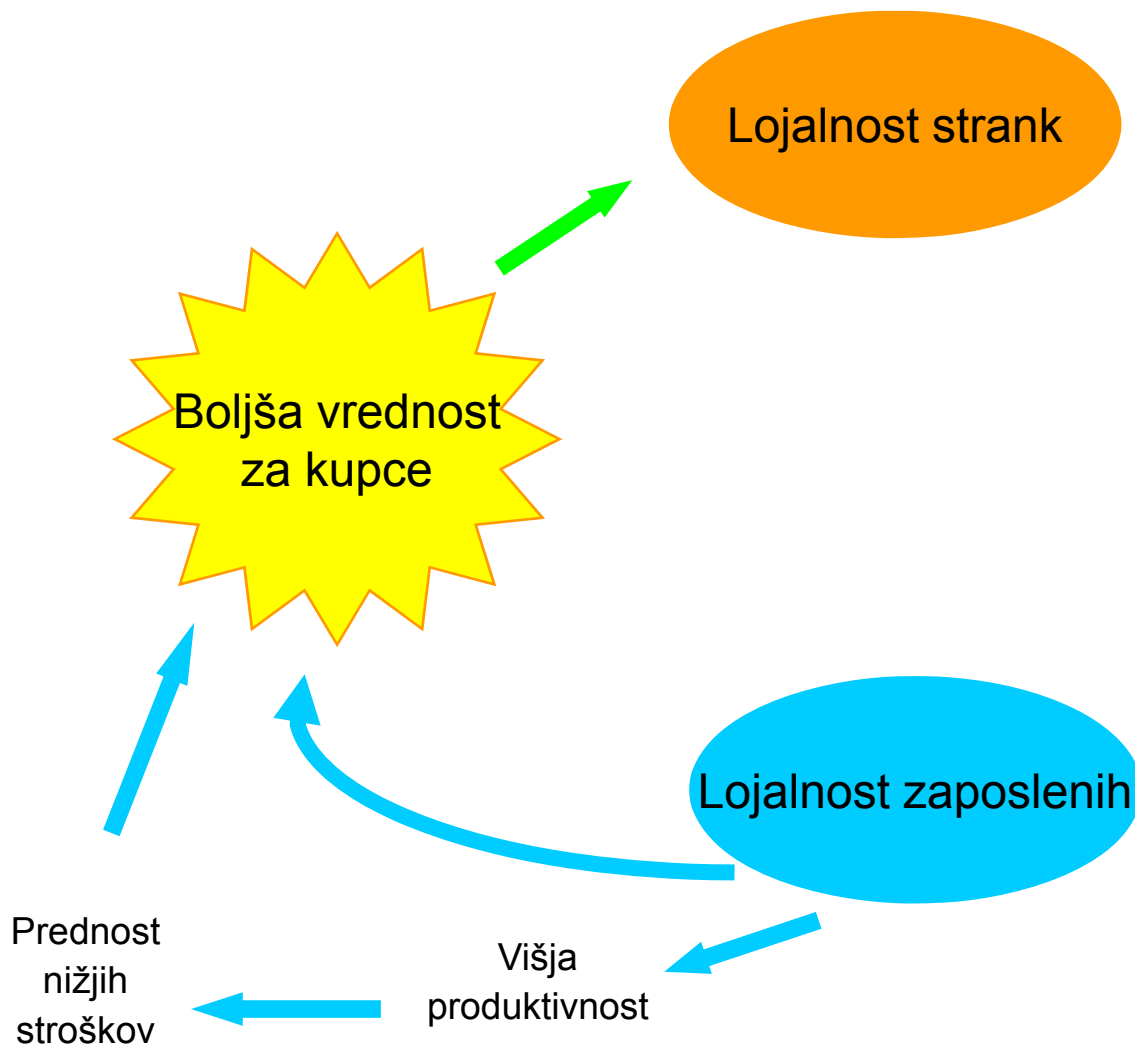 Lojalnost strank
Boljša vrednost
za kupce
Lojalnost zaposlenih
Prednost
nižjih
stroškov
Višja
produktivnost